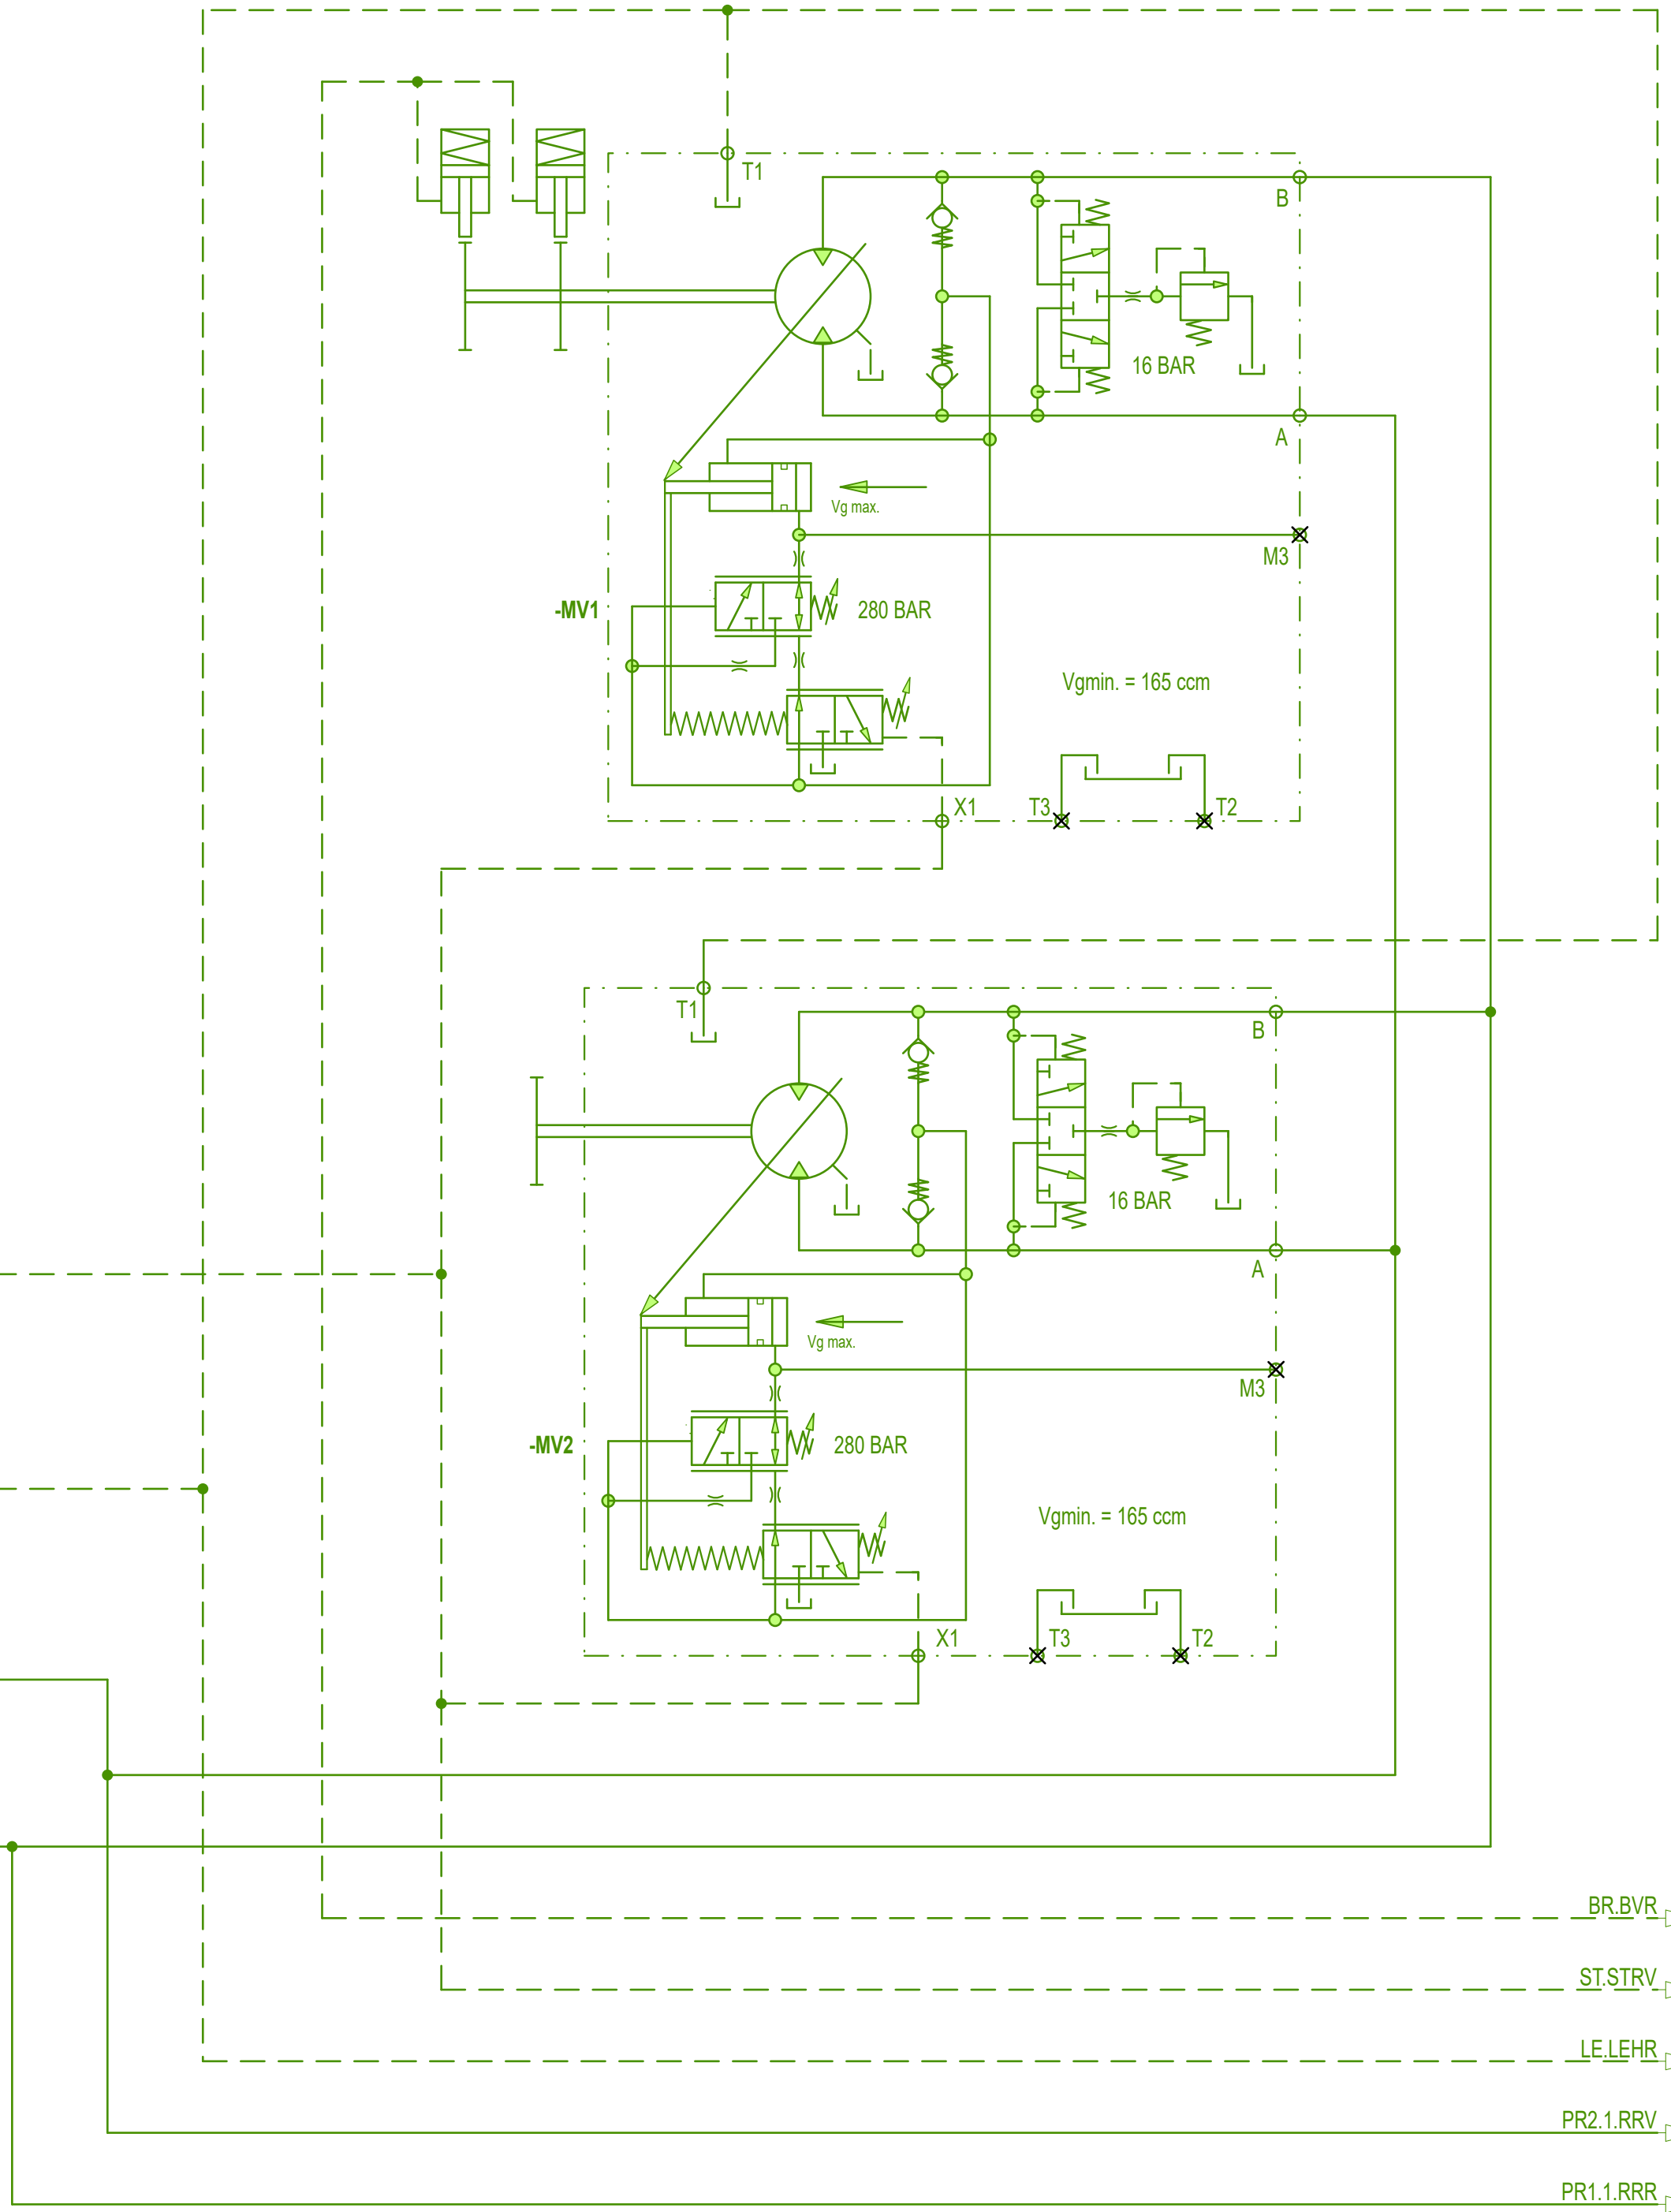 T1
B
16 BAR
A
Vg max.
M3
-MV1
280 BAR
Vgmin. = 165 ccm
X1
T3
T2
T1
B
16 BAR
A
Vg max.
M3
-MV2
280 BAR
Vgmin. = 165 ccm
X1
T3
T2
BR.BVR
ST.STRV
LE.LEHR
PR2.1.RRV
PR1.1.RRR